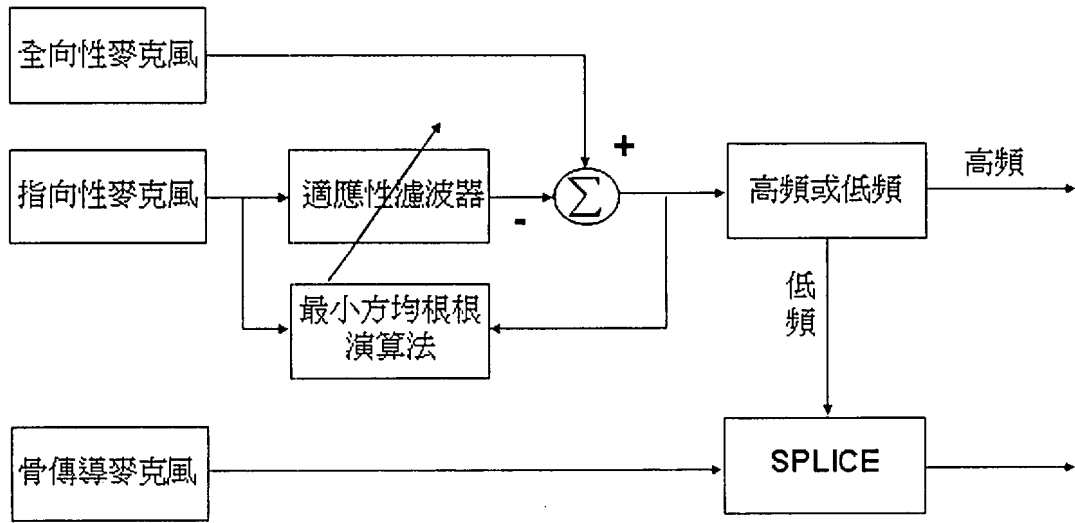 全向性麥克風
+
高頻
指向性麥克風
適應性濾波器
Σ
高頻或低頻
-
低
頻
最小方均根根
演算法
骨傳導麥克風
SPLICE